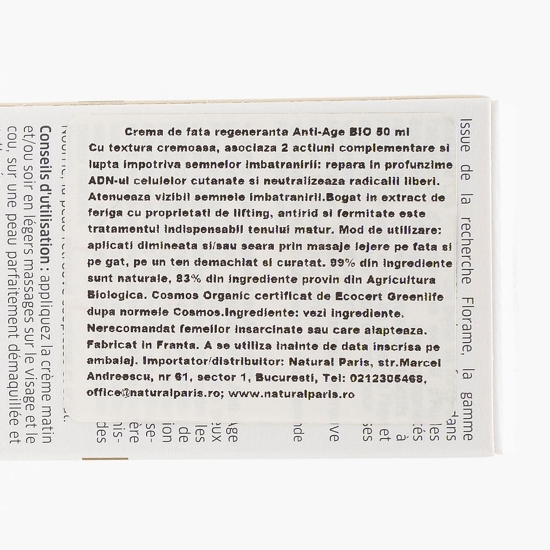 Crema de fata regeneranta Anti-Age BIO 50 ml
Cu textura cremoasa, asociaza 2 actiuni complementare si
lupta impotriva semnelor imbatranirii: repara in profunzime
ADN-ul celulelor cutanate si neutralizeaza radicalii liberi.
Atenueaza vizibil semnele imbatranirii.Bogat in extract de
feriga cu proprietati de lifting, antirid si fermitate este
tratamentul indispensabil tenului matur. Mod de utilizare:
aplicati dimineata si/sau seara prin masaje lejere pe fata si
pe gat, pe un ten demachiat si curatat. 99% din ingrediente
sunt naturale, 83% din ingrediente provin din Agricultura
Biologica. Cosmos Organic certificat de Ecocert Greenlife
dupa normele Cosmos.Ingrediente: vezi ingrediente.
Nerecomandat femeilor insarcinate sau care alapteaza.
Fabricat in Franta. A se utiliza inainte de data inscrisa pe
ambalaj. Importator/distribuitor: Natural Paris, str.Marcel
Andreescu, nr 61, sector 1, Bucuresti, Tel: 0212305468,
office@naturalparis.ro; www.naturalparis.ro
Issue de la recherche Florame, la gamme
Conseils d'utilisation : appliquez la crème matin
et/ou soir en légers massages sur le visage et le
cou, sur une peau parfaitement démaquillée et